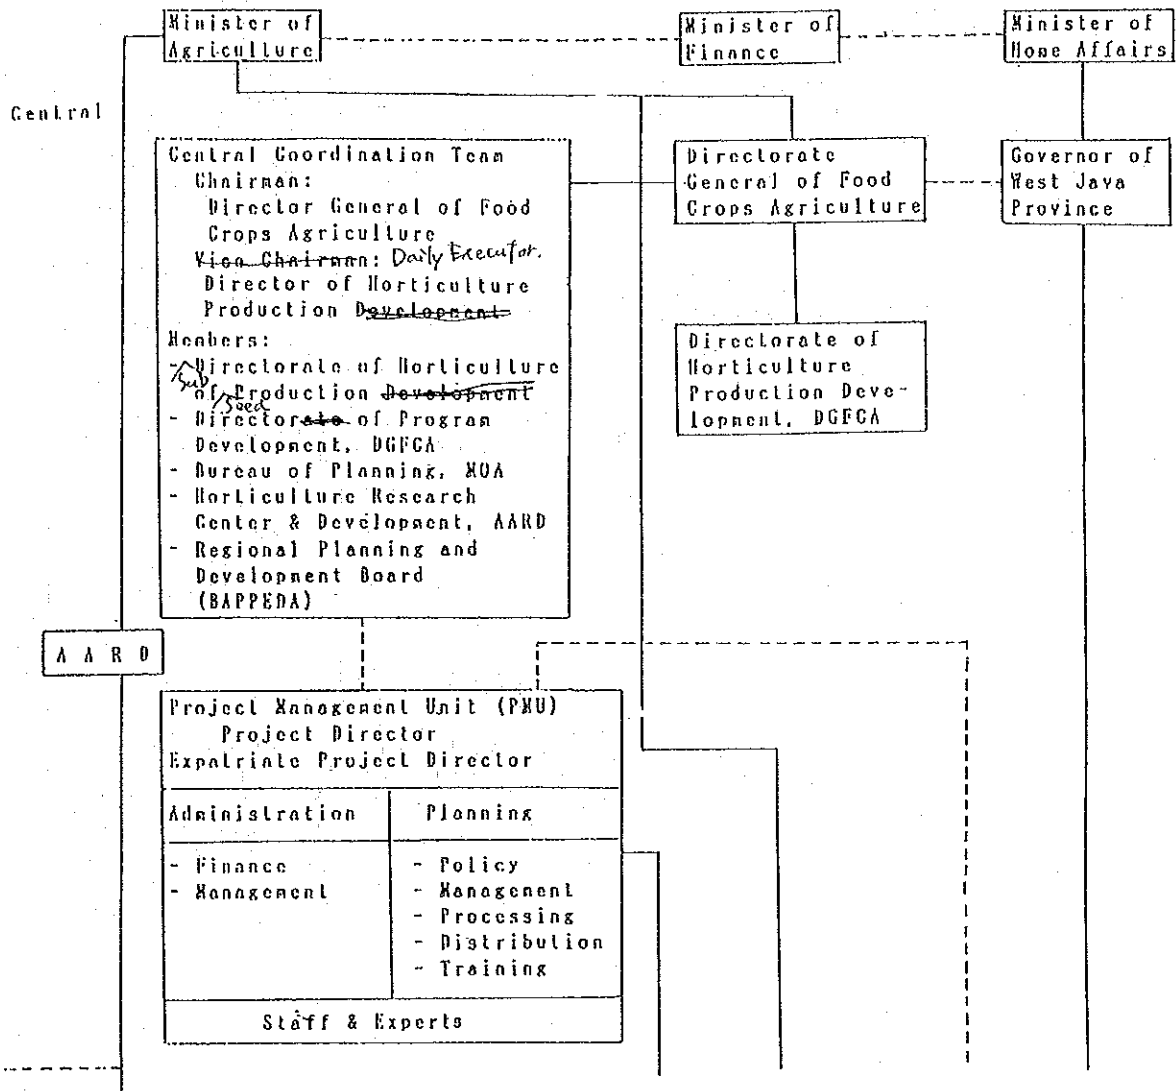 Minister of
Agriculture
Minister of
Finance
Minister of
Home Affairs
Central
Central Coordination Team
Chairman:
Director General of Food
Crops Agriculture
Vice Chairman: Daily Executor.
Director of Horticulture
Production Development
Members:
- Directorate of Horticulture
Sub
of Production Development
Seed
- Directorate of Program
Development, DGFCA
- Bureau of Planning, MOA
- Horticulture Research
Center & Development, AARD
- Regional Planning and
Development Board
(BAPPEDA)
Directorate
General of Food
Crops Agriculture
Governor of
West Java
Province
Directorate of
Horticulture
Production Deve-
lopment, DGFCA
A A R D
Project Management Unit (PMU)
Project Director
Expatriate Project Director
Administration
- Finance
- Management
Planning
- Policy
- Management
- Processing
- Distribution
- Training
Staff & Experts